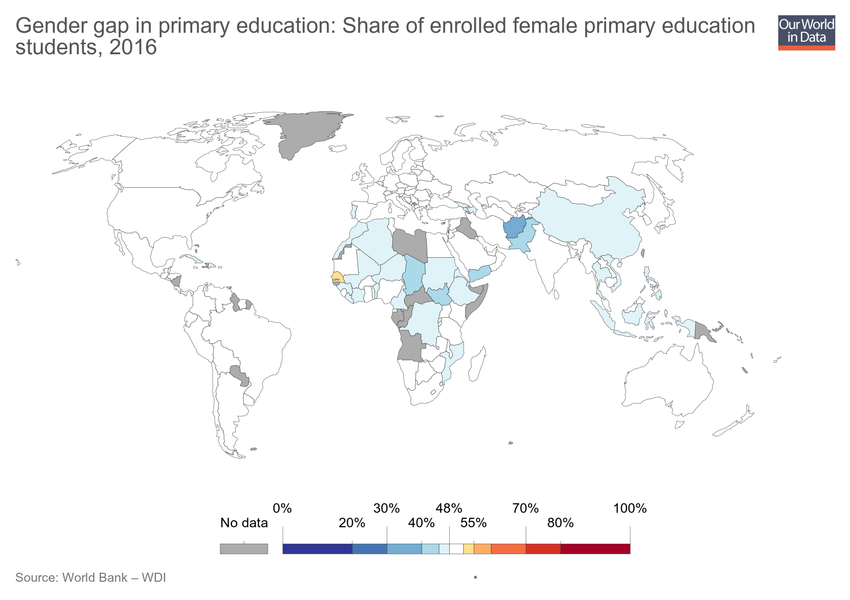 Gender gap in primary education: Share of enrolled female primary education
students, 2016
Our World
in Data
0% 30% 48% 70% 100%
No data 20% 40% 55% 80%
Source: World Bank – WDI